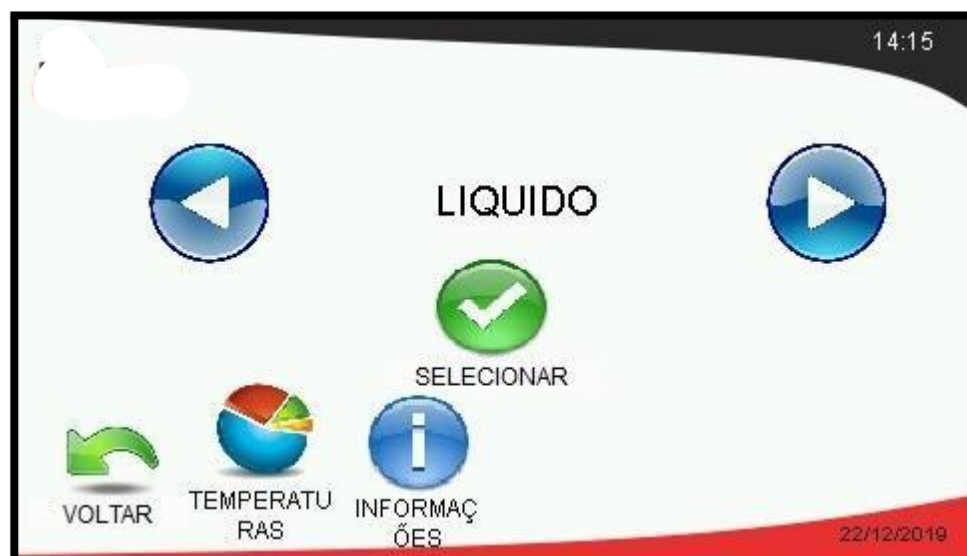 14:15
LIQUIDO
SELECIONAR
VOLTAR
TEMPERATU
RAS
INFORMAÇ
ÕES
22/12/2019